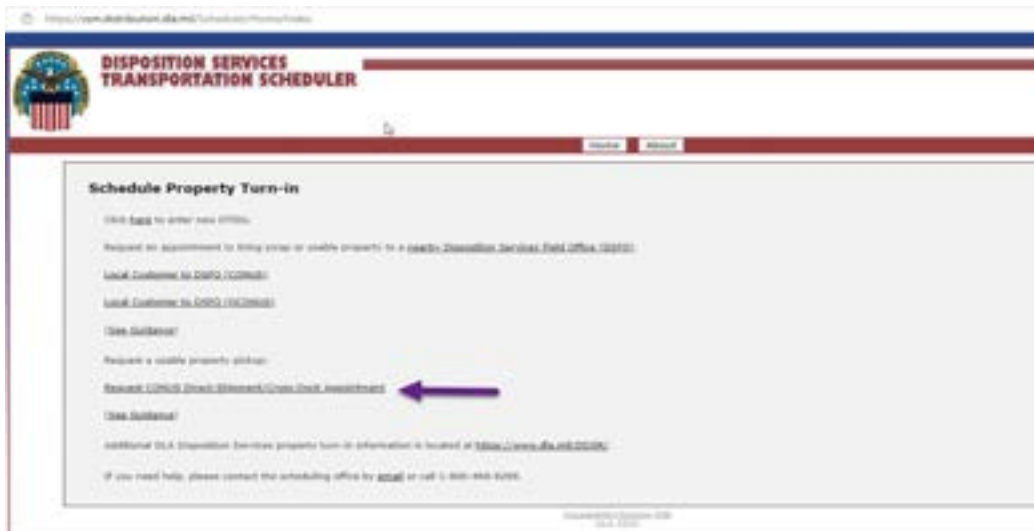 DISPOSITION SERVICES
TRANSPORTATION SCHEDULER
Home About
Schedule Property Turn-in
Click here to enter new
Request an appointment to bring scrap or usable property to a nearby Disposition Services Field Office (DSFO)
Local Customer to DSFO (CONUS)
Local Customer to DSFO (OCONUS)
(See Guidance)
Request a usable property pickup:
Request CONUS Direct Shipment/Cross Dock Appointment
(See Guidance)
Additional DLA Disposition Services property turn in information is located at
If you need help, please contact the scheduling office by email or call